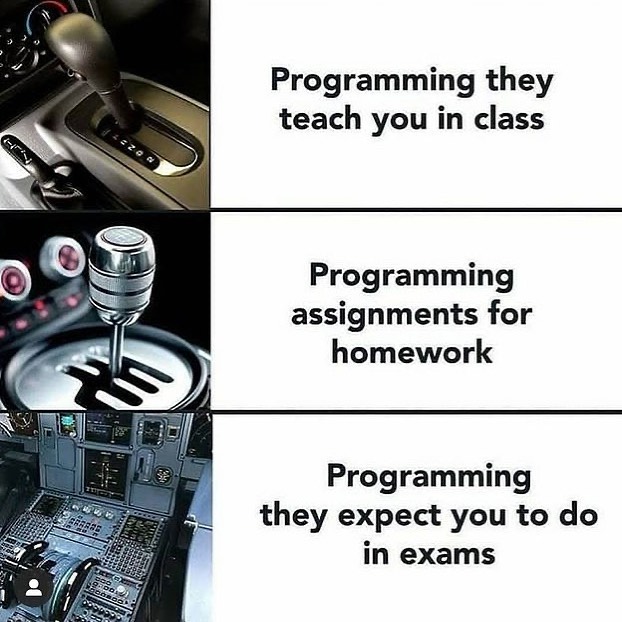 Programming they
teach you in class
Programming
assignments for
homework
Programming
they expect you to do
in exams